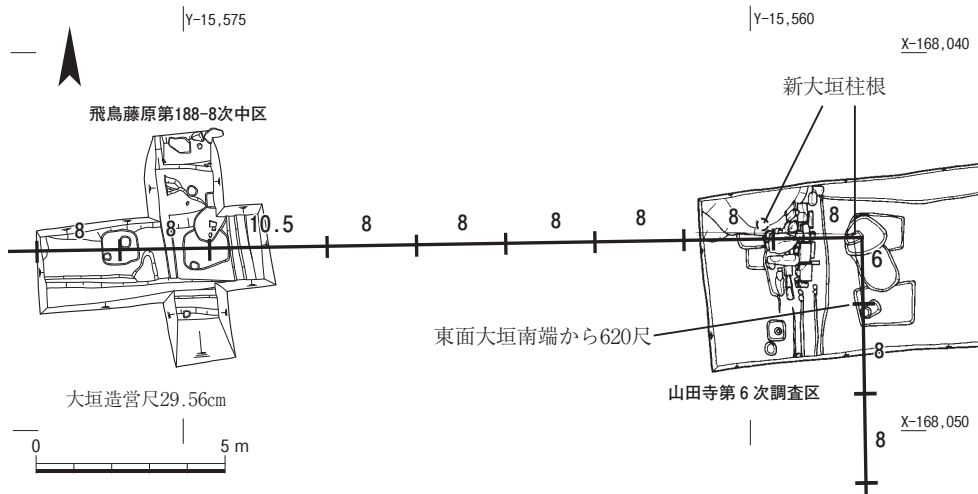 Y-15,575
Y-15,560
X-168,040
新大垣柱根
飛鳥藤原第188-8次中区
8 8 10.5 8 8 8 8 8 8
6
東面大垣南端から620尺
8
大垣造営尺29.56cm
山田寺第6次調査区
X-168,050
8
0 5 m